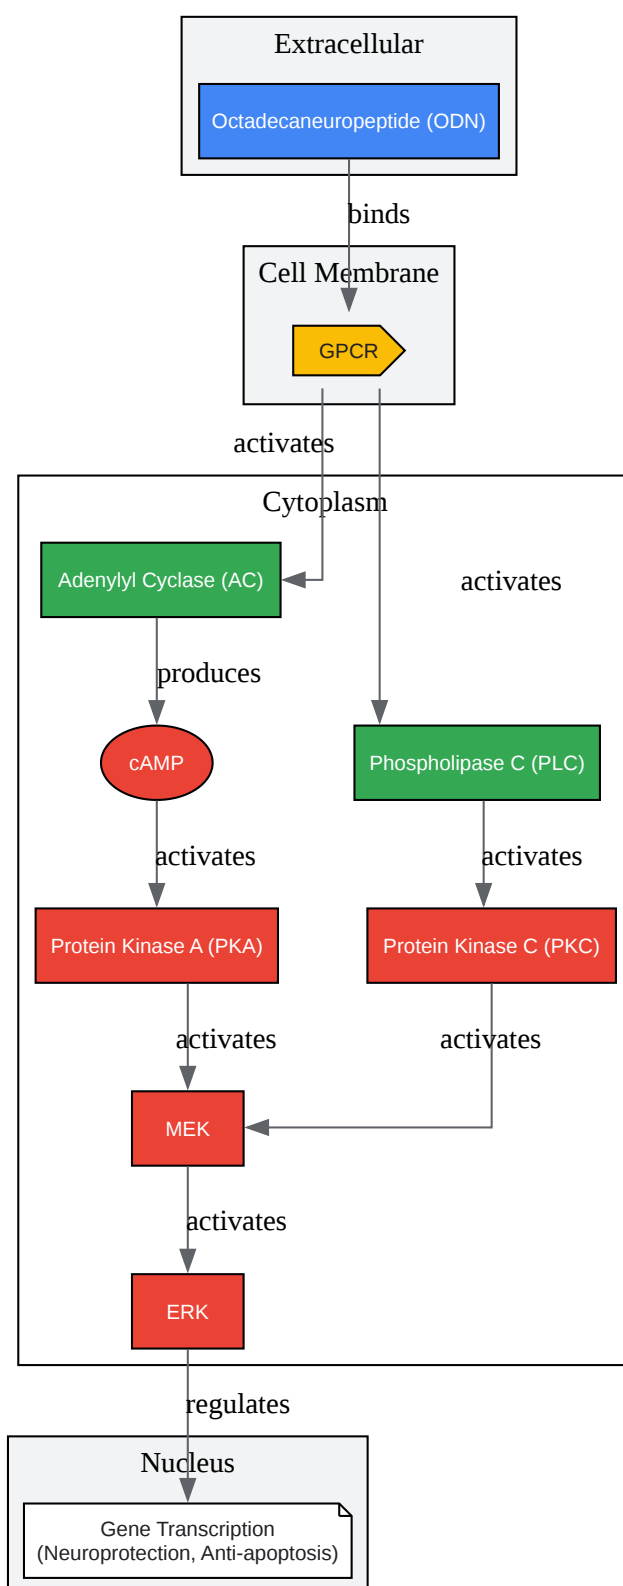 Extracellular
Octadecaneuropeptide (ODN)
binds
Cell Membrane
GPCR
activates
Cytoplasm
Adenylyl Cyclase (AC)
activates
produces
cAMP
Phospholipase C (PLC)
activates
activates
Protein Kinase A (PKA)
Protein Kinase C (PKC)
activates
activates
MEK
activates
ERK
regulates
Nucleus
Gene Transcription
(Neuroprotection, Anti-apoptosis)